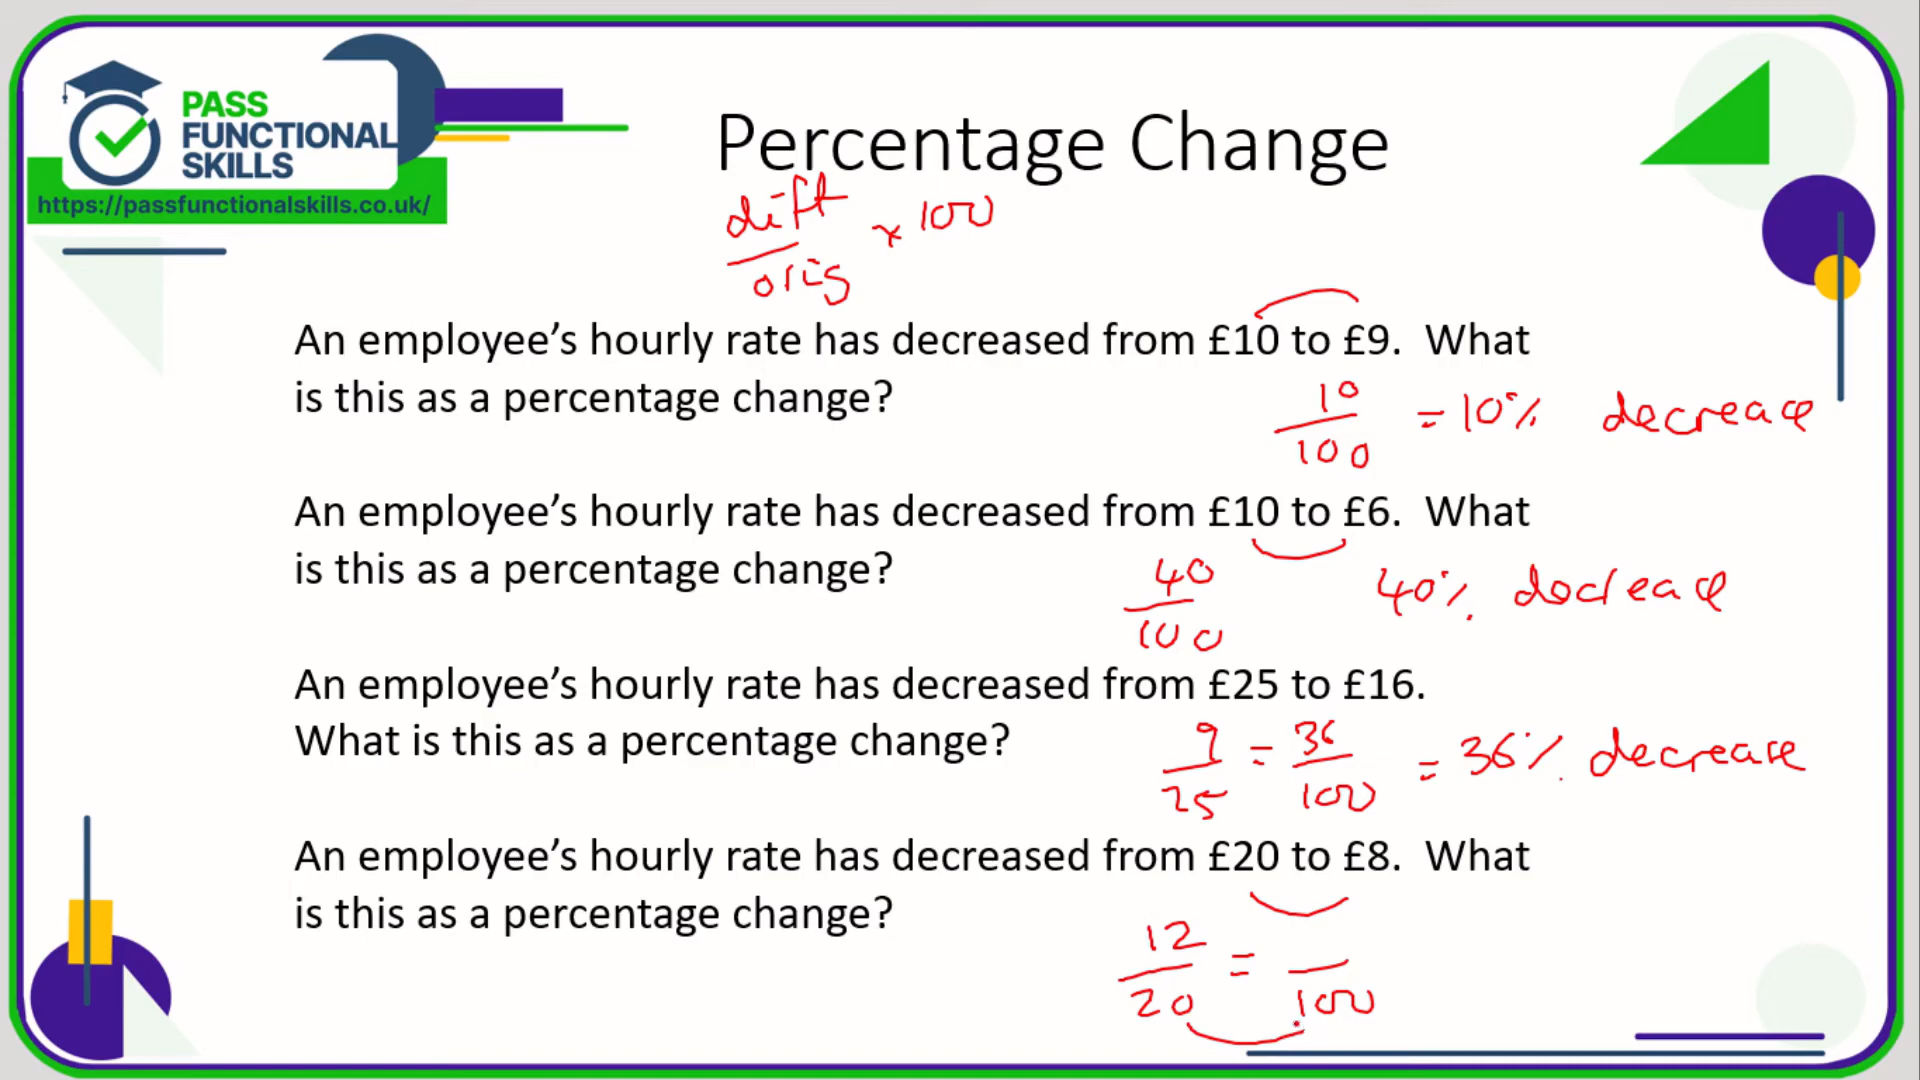 PASS
FUNCTIONAL
SKILLS
https://passfunctionalskills.co.uk/
Percentage Change
diff
orig
× 100
An employee’s hourly rate has decreased from £10 to £9. What
is this as a percentage change?
10
100
= 10% decrease
An employee’s hourly rate has decreased from £10 to £6. What
is this as a percentage change?
40
100
40% decrease
An employee’s hourly rate has decreased from £25 to £16.
What is this as a percentage change?
9
25
=
36
100
= 36% decrease
An employee’s hourly rate has decreased from £20 to £8. What
is this as a percentage change?
12
20
=
100